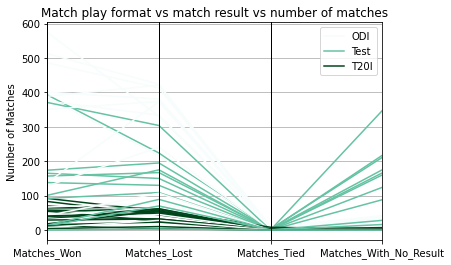 Match play format vs match result vs number of matches
600
500
400
300
200
100
0
Number of Matches
ODI
Test
T20I
Matches_Won
Matches_Lost
Matches_Tied
Matches_With_No_Result